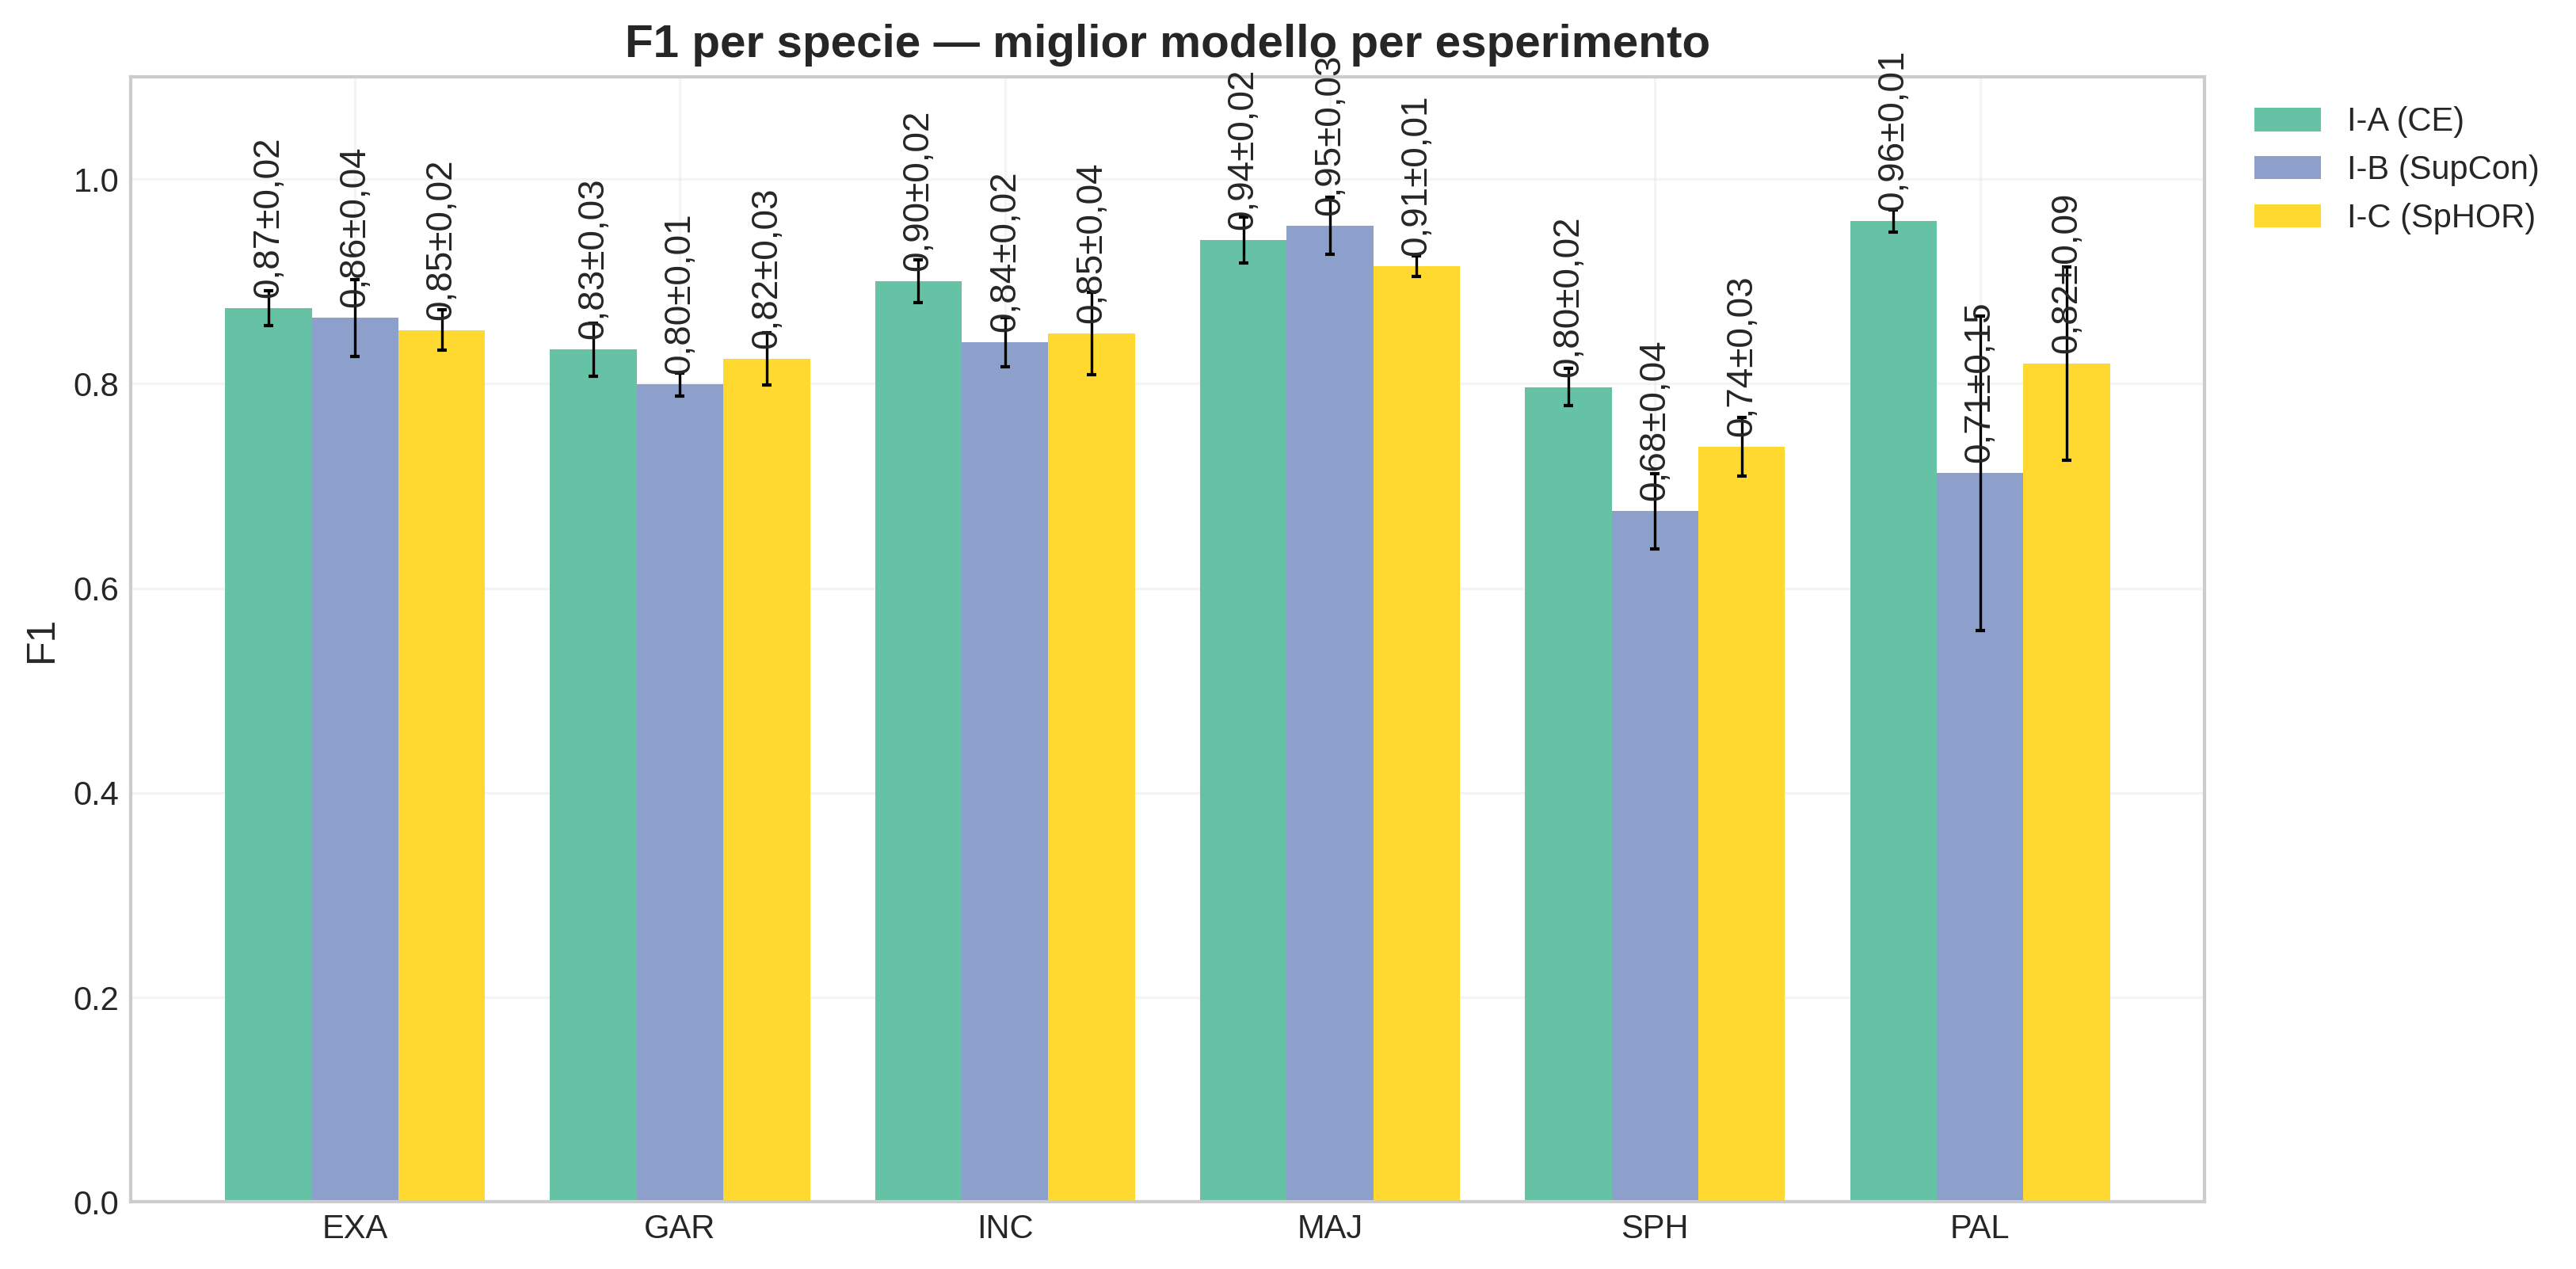 F1 per specie — miglior modello per esperimento
I-A (CE)
I-B (SupCon)
I-C (SpHOR)
F1
1.0
0.8
0.6
0.4
0.2
0.0
0,87±0,02
0,86±0,04
0,85±0,02
0,83±0,03
0,80±0,01
0,82±0,03
0,90±0,02
0,84±0,02
0,85±0,04
0,94±0,02
0,95±0,03
0,91±0,01
0,80±0,02
0,68±0,04
0,74±0,03
0,96±0,01
0,71±0,15
0,82±0,09
EXA
GAR
INC
MAJ
SPH
PAL